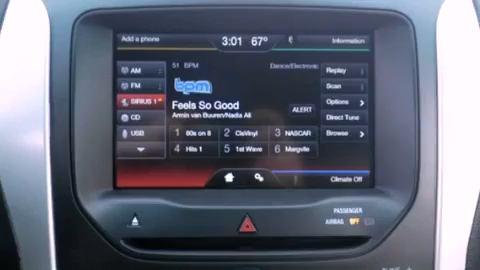 Add a phone 3:01 67° Information
51 BPM Dance/Electronic
AM
FM
SIRIUS 1
CD
USB
bpm
Feels So Good
Armin van Buuren/Nadia Ali
ALERT
1 80s on 8 2 ClsVinyl 3 NASCAR
4 Hits 1 5 1st Wave 6 Margvlle
Replay
Scan
Options
Direct Tune
Browse
Climate Off
PASSENGER
AIRBAG OFF